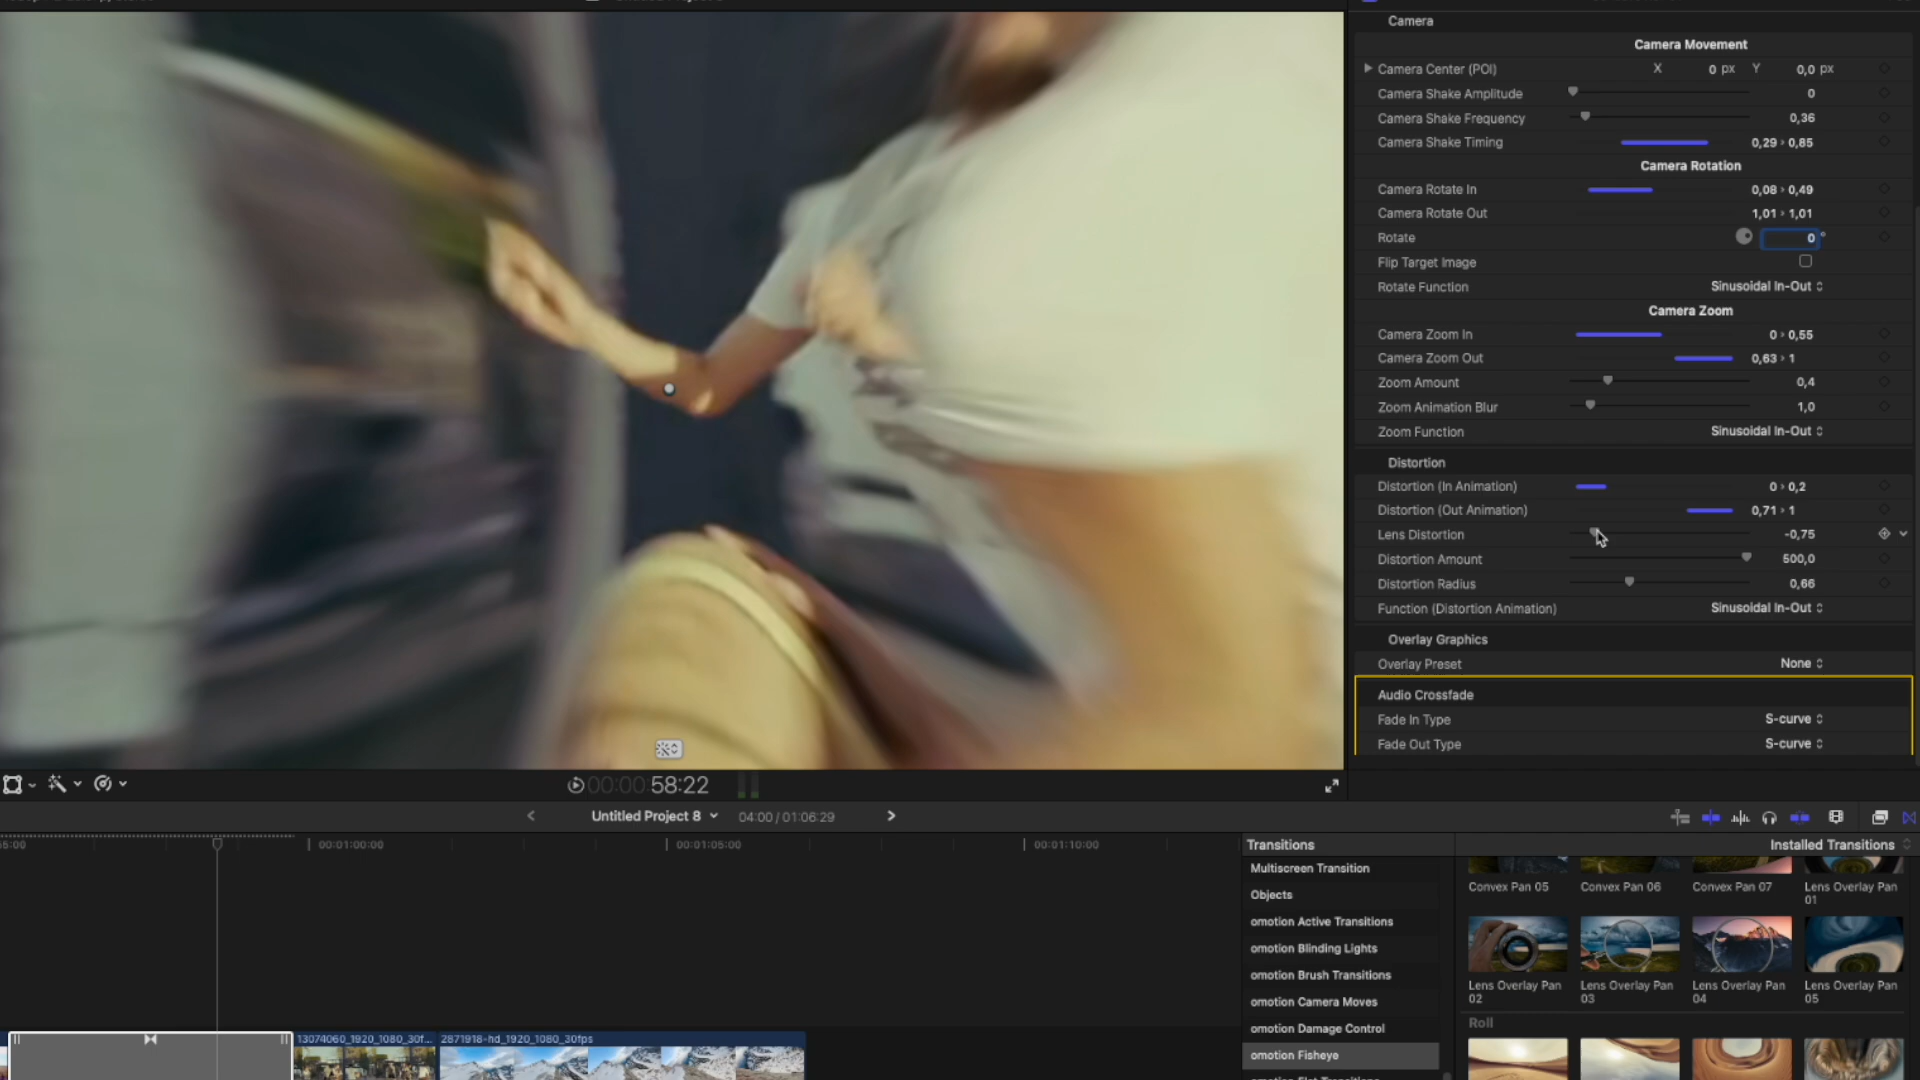 Camera
Camera Movement
Camera Center (POI) X 0 px Y 0,0 px
Camera Shake Amplitude 0
Camera Shake Frequency 0,36
Camera Shake Timing 0,29 › 0,85
Camera Rotation
Camera Rotate In 0,08 › 0,49
Camera Rotate Out 1,01 › 1,01
Rotate 0 °
Flip Target Image
Rotate Function Sinusoidal In-Out
Camera Zoom
Camera Zoom In 0 › 0,55
Camera Zoom Out 0,63 › 1
Zoom Amount 0,4
Zoom Animation Blur 1,0
Zoom Function Sinusoidal In-Out
Distortion
Distortion (In Animation) 0 › 0,2
Distortion (Out Animation) 0,71 › 1
Lens Distortion -0,75
Distortion Amount 500,0
Distortion Radius 0,66
Function (Distortion Animation) Sinusoidal In-Out
Overlay Graphics
Overlay Preset None
Audio Crossfade
Fade In Type S-curve
Fade Out Type S-curve
00:00:58:22
Untitled Project 8 04:00 / 01:06:29
00:01:00:00 00:01:05:00 00:01:10:00
Transitions
Installed Transitions
Multiscreen Transition
Objects
omotion Active Transitions
omotion Blinding Lights
omotion Brush Transitions
omotion Camera Moves
omotion Damage Control
omotion Fisheye
Convex Pan 05
Convex Pan 06
Convex Pan 07
Lens Overlay Pan
01
Lens Overlay Pan
02
Lens Overlay Pan
03
Lens Overlay Pan
04
Lens Overlay Pan
05
Roll
13074060_1920_1080_30f...
2871918-hd_1920_1080_30fps